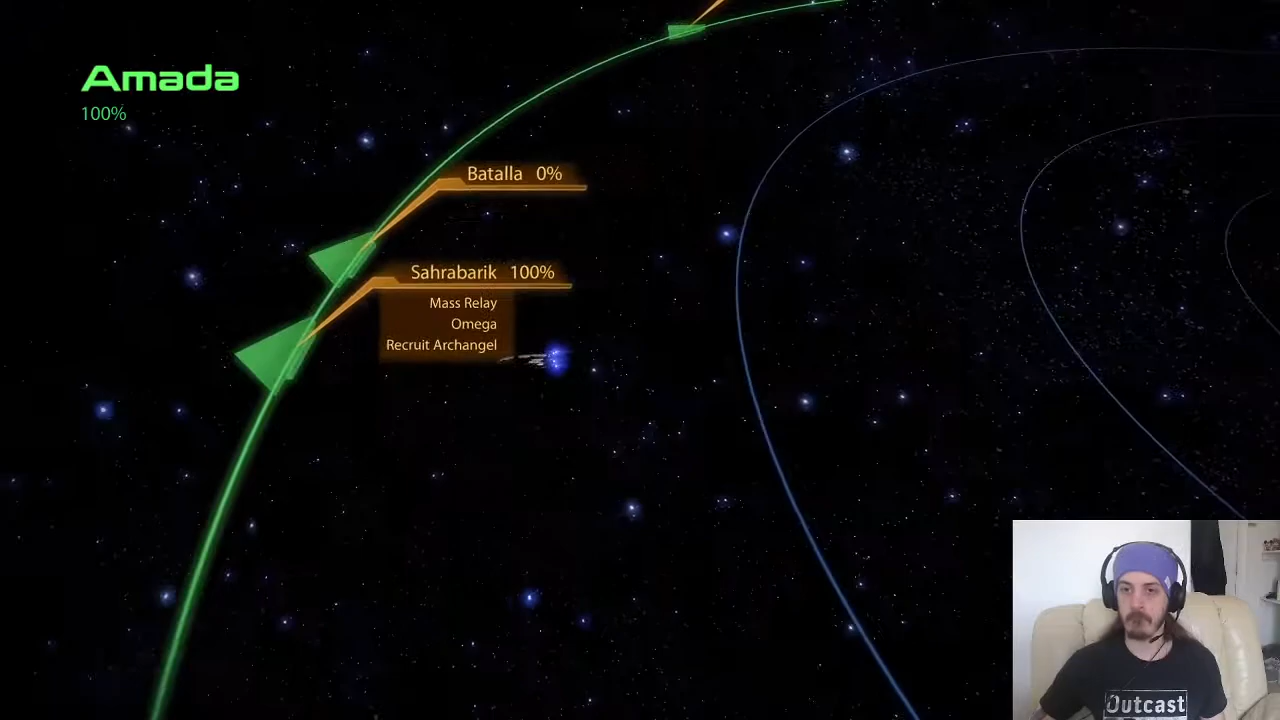 Amada
100%
Batalla 0%
Sahrabarik 100%
Mass Relay
Omega
Recruit Archangel
Outcast